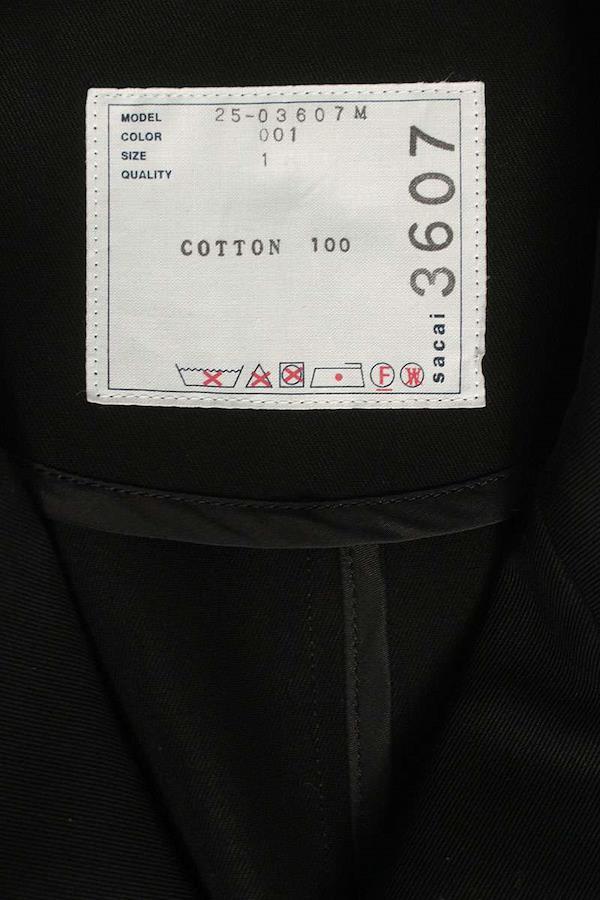 MODEL 25-03607M
COLOR 001
SIZE 1
QUALITY
COTTON 100
sacai 3607
F
W